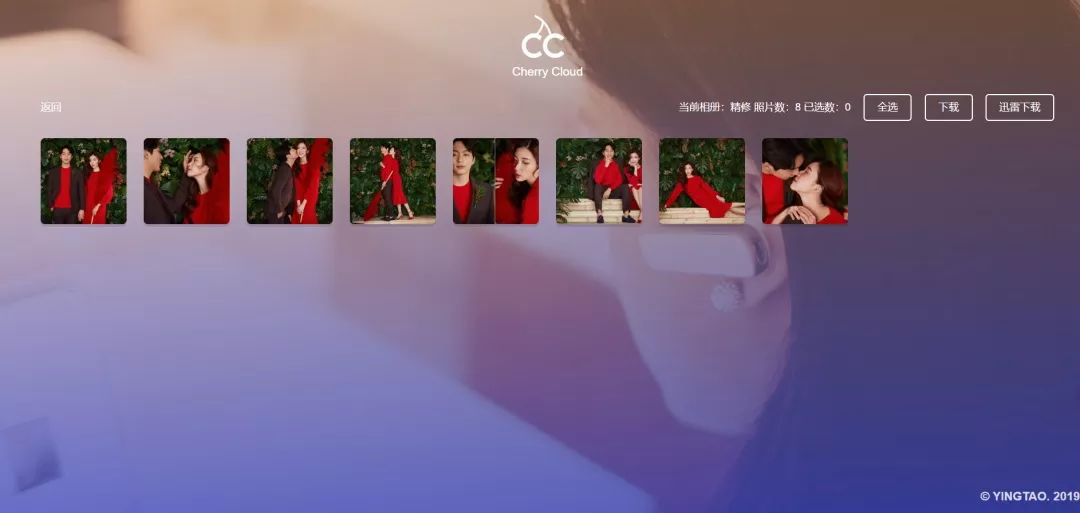 CC
Cherry Cloud
返回
当前相册：精修 照片数：8 已选数：0
全选
下载
迅雷下载
© YINGTAO. 2019